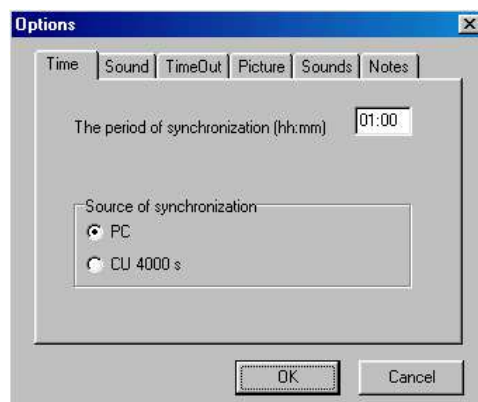 Options
Time Sound TimeOut Picture Sounds Notes
The period of synchronization (hh:mm) 01:00
Source of synchronization
PC
CU 4000 s
OK Cancel